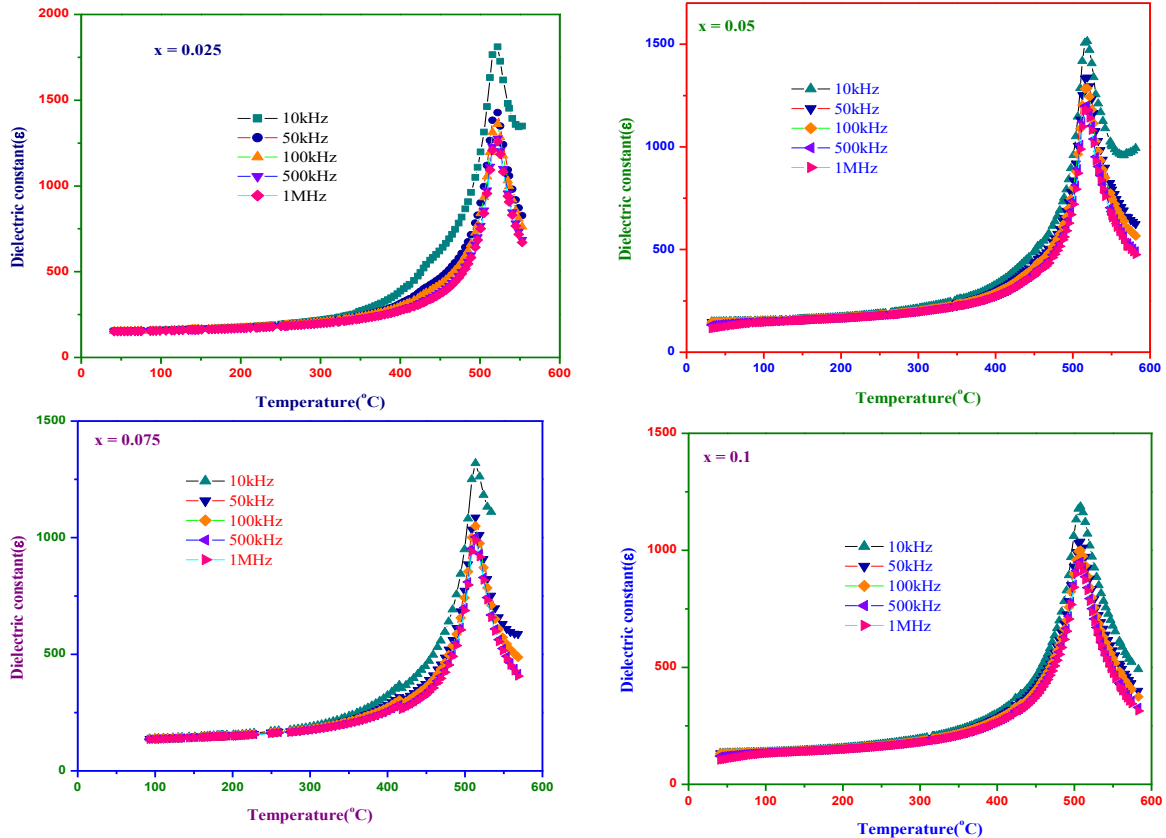 2000
x = 0.025
1750
1500
10kHz
50kHz
100kHz
500kHz
1MHz
1250
1000
750
500
250
0
0
100
200
300
400
500
600
Dielectric constant(ε)
Temperature(°C)
x = 0.05
1500
10kHz
50kHz
100kHz
500kHz
1MHz
1000
500
0
0
100
200
300
400
500
600
Dielectric constant(ε)
Temperature(°C)
1500
x = 0.075
10kHz
50kHz
100kHz
500kHz
1MHz
1000
500
0
0
100
200
300
400
500
600
Dielectric constant(ε)
Temperature(°C)
1500
x = 0.1
10kHz
50kHz
100kHz
500kHz
1MHz
1000
500
0
0
100
200
300
400
500
600
Dielectric constant(ε)
Temperature(°C)